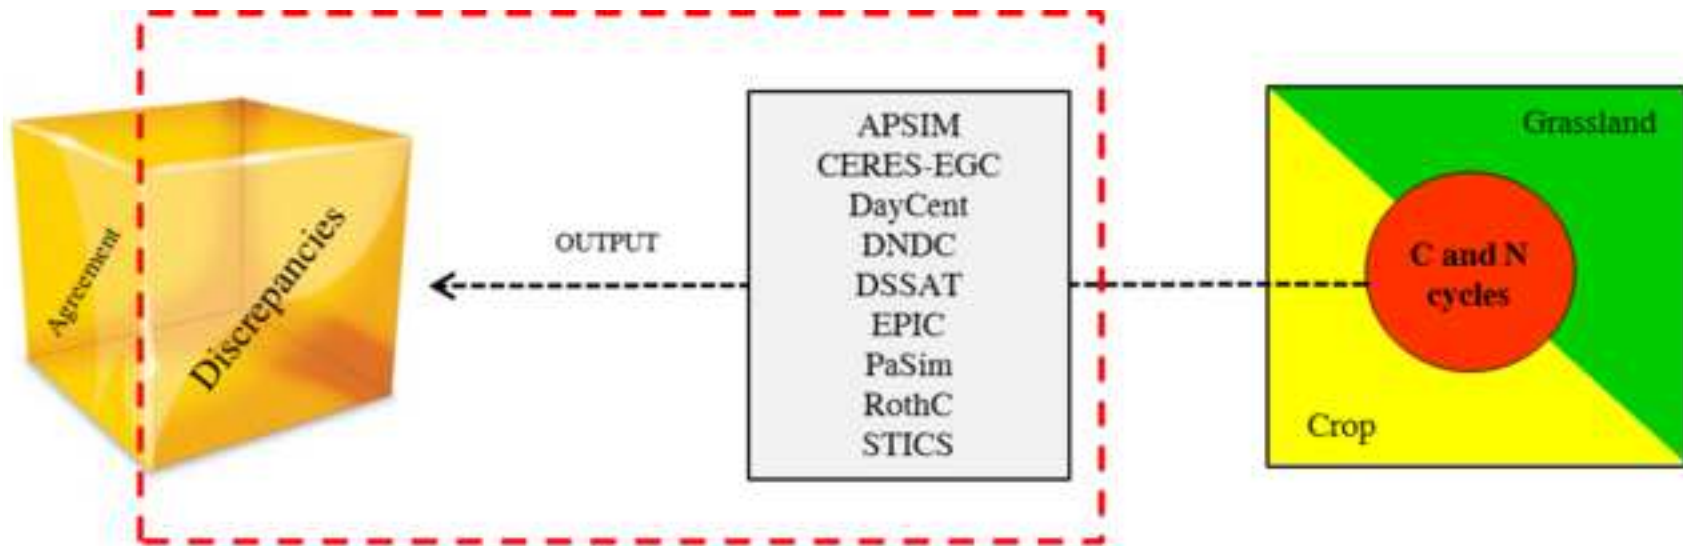 Agreement
Discrepancies
OUTPUT
APSIM
CERES-EGC
DayCent
DNDC
DSSAT
EPIC
PaSim
RothC
STICS
Grassland
C and N
cycles
Crop